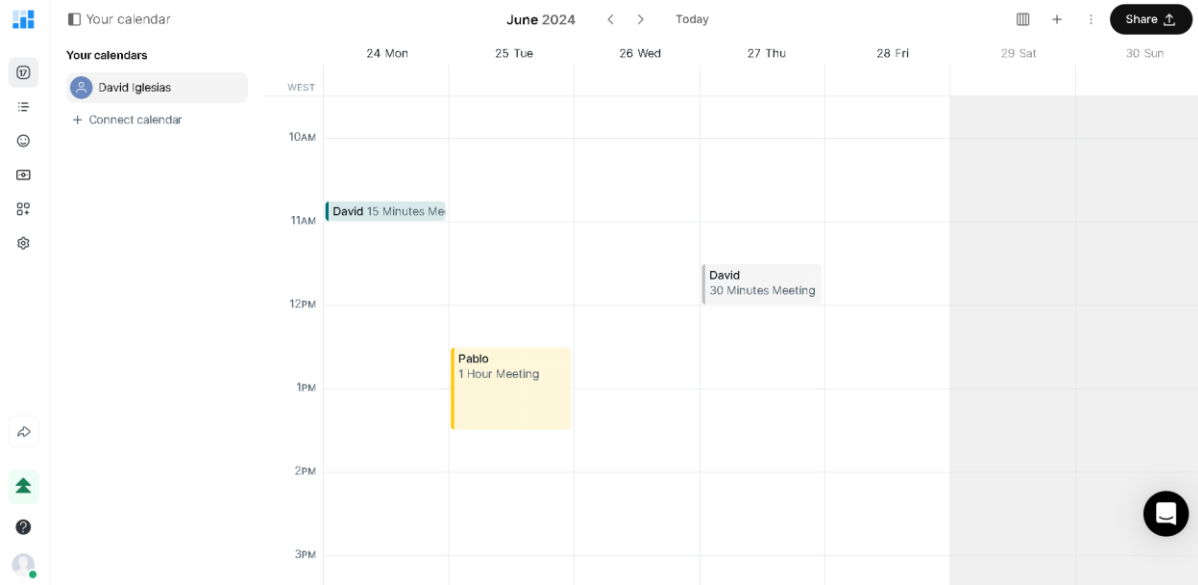 Your calendar
June 2024
Today
Share
Your calendars
David Iglesias
+ Connect calendar
24 Mon
25 Tue
26 Wed
27 Thu
28 Fri
29 Sat
30 Sun
WEST
10AM
11AM
12PM
1PM
2PM
3PM
David 15 Minutes Me
David
30 Minutes Meeting
Pablo
1 Hour Meeting
17